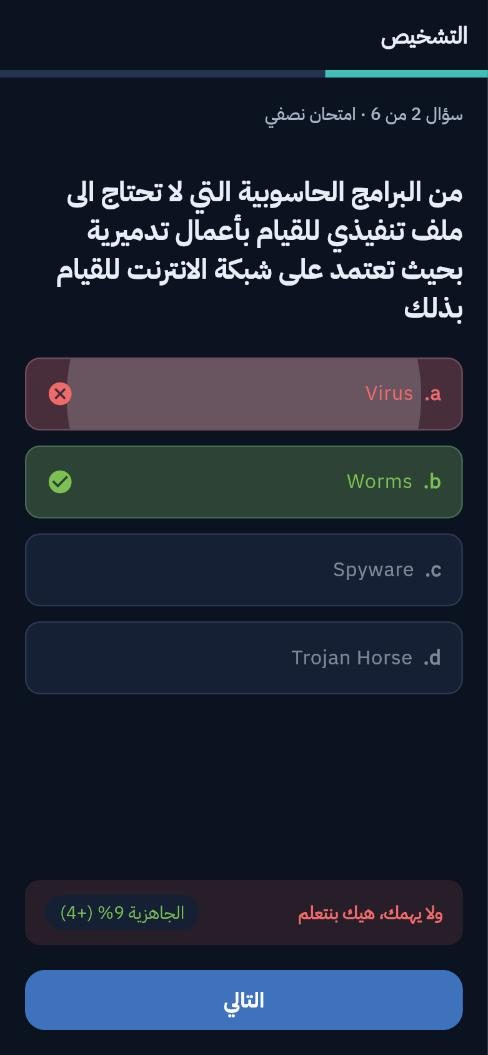 التشخيص
سؤال 2 من 6 · امتحان نصفي
من البرامج الحاسوبية التي لا تحتاج الى
ملف تنفيذي للقيام بأعمال تدميرية
بحيث تعتمد على شبكة الانترنت للقيام
بذلك
a. Virus
b. Worms
c. Spyware
d. Trojan Horse
ولا يهمك، هيك بنتعلم
الجاهزية 9% (+4)
التالي